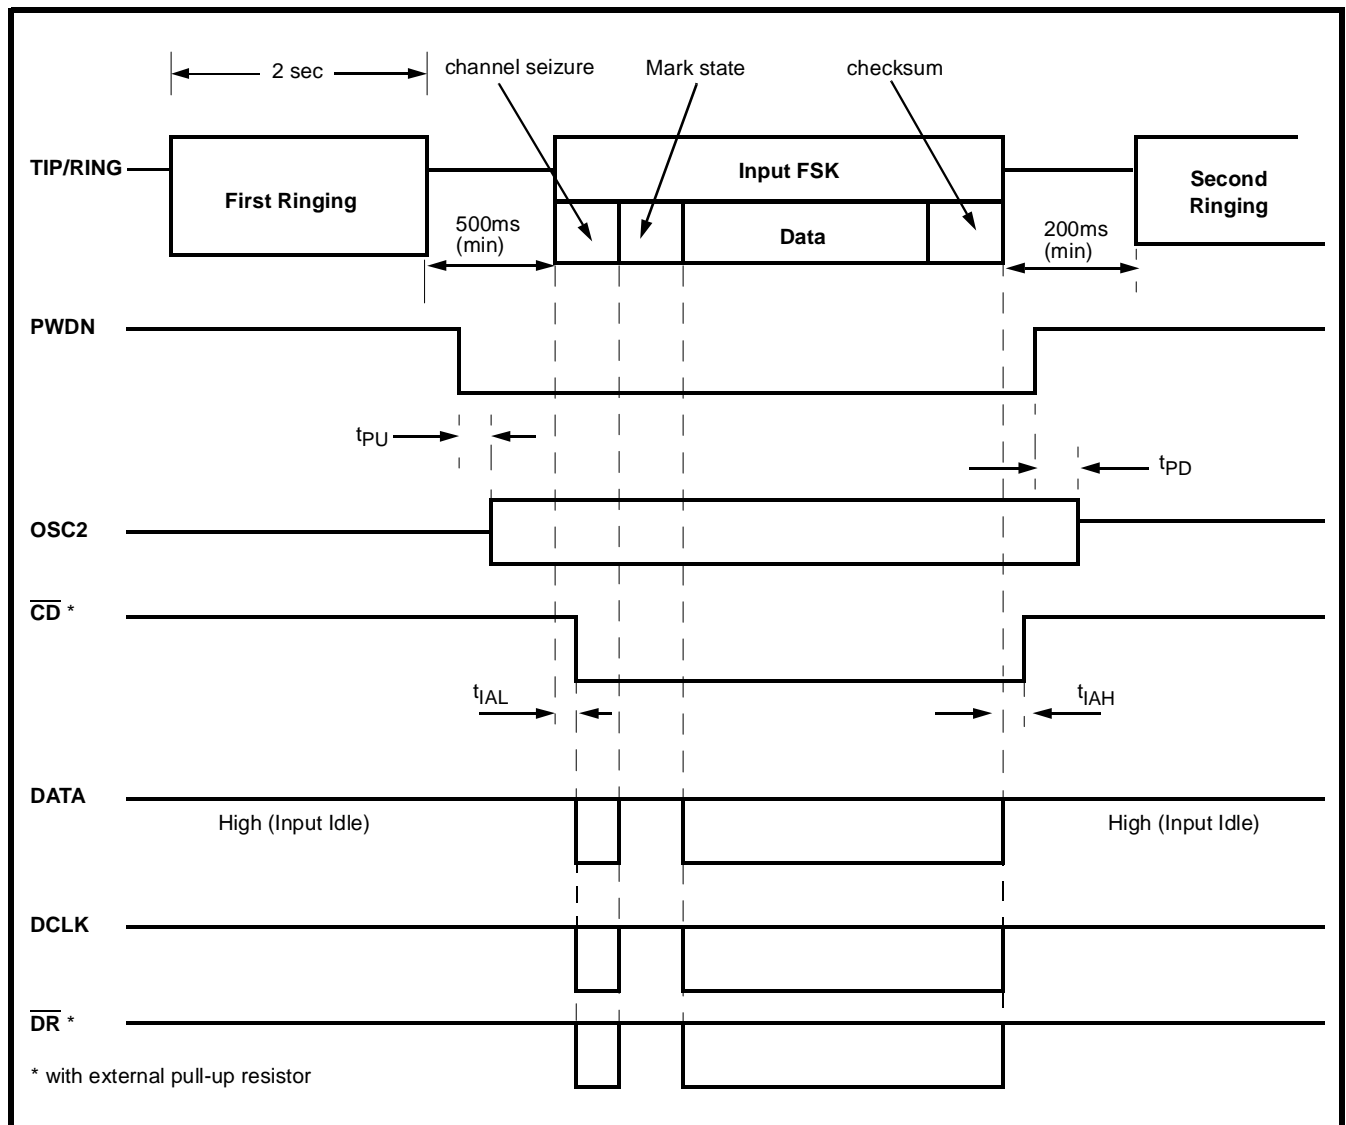 2 sec
channel seizure
Mark state
checksum
TIP/RING
First Ringing
500ms
(min)
Input FSK
Data
200ms
(min)
Second
Ringing
PWDN
tPU
tPD
OSC2
CD *
tIAL
tIAH
DATA
High (Input Idle)
High (Input Idle)
DCLK
DR *
* with external pull-up resistor